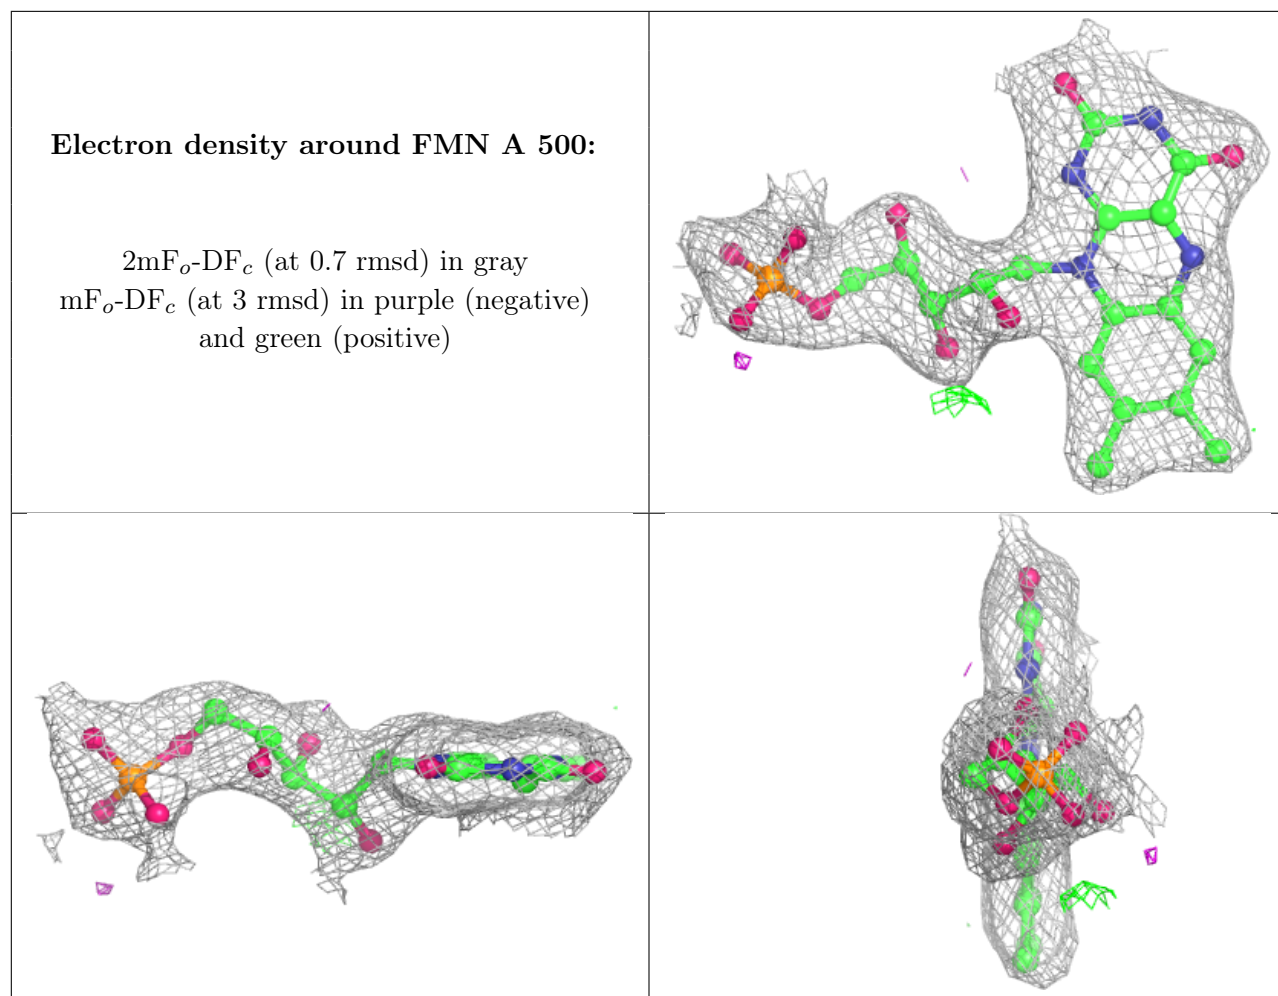 Electron density around FMN A 500:
2mFo-DFc (at 0.7 rmsd) in gray
mFo-DFc (at 3 rmsd) in purple (negative)
and green (positive)